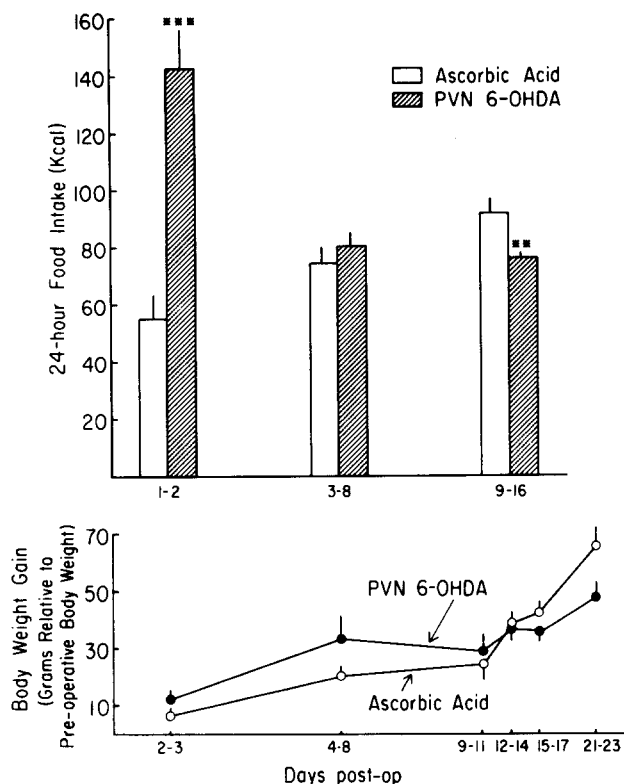 160
140
120
100
80
60
40
20
24-hour Food Intake (Kcal)
***
**
Ascorbic Acid
PVN 6-OHDA
1-2
3-8
9-16
70
50
30
10
Body Weight Gain
(Grams Relative to
Pre-operative Body Weight)
PVN 6-OHDA
Ascorbic Acid
2-3
4-8
9-11 12-14 15-17 21-23
Days post-op